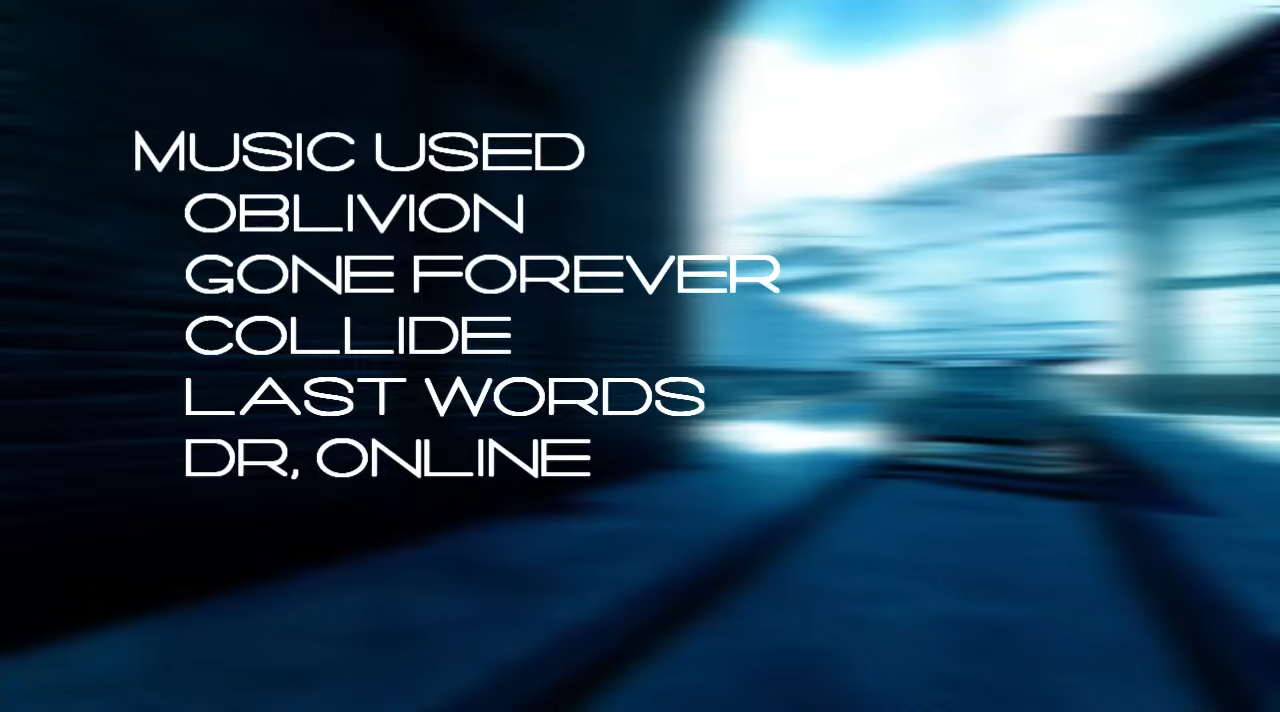 MUSIC USED
OBLIVION
GONE FOREVER
COLLIDE
LAST WORDS
DR, ONLINE